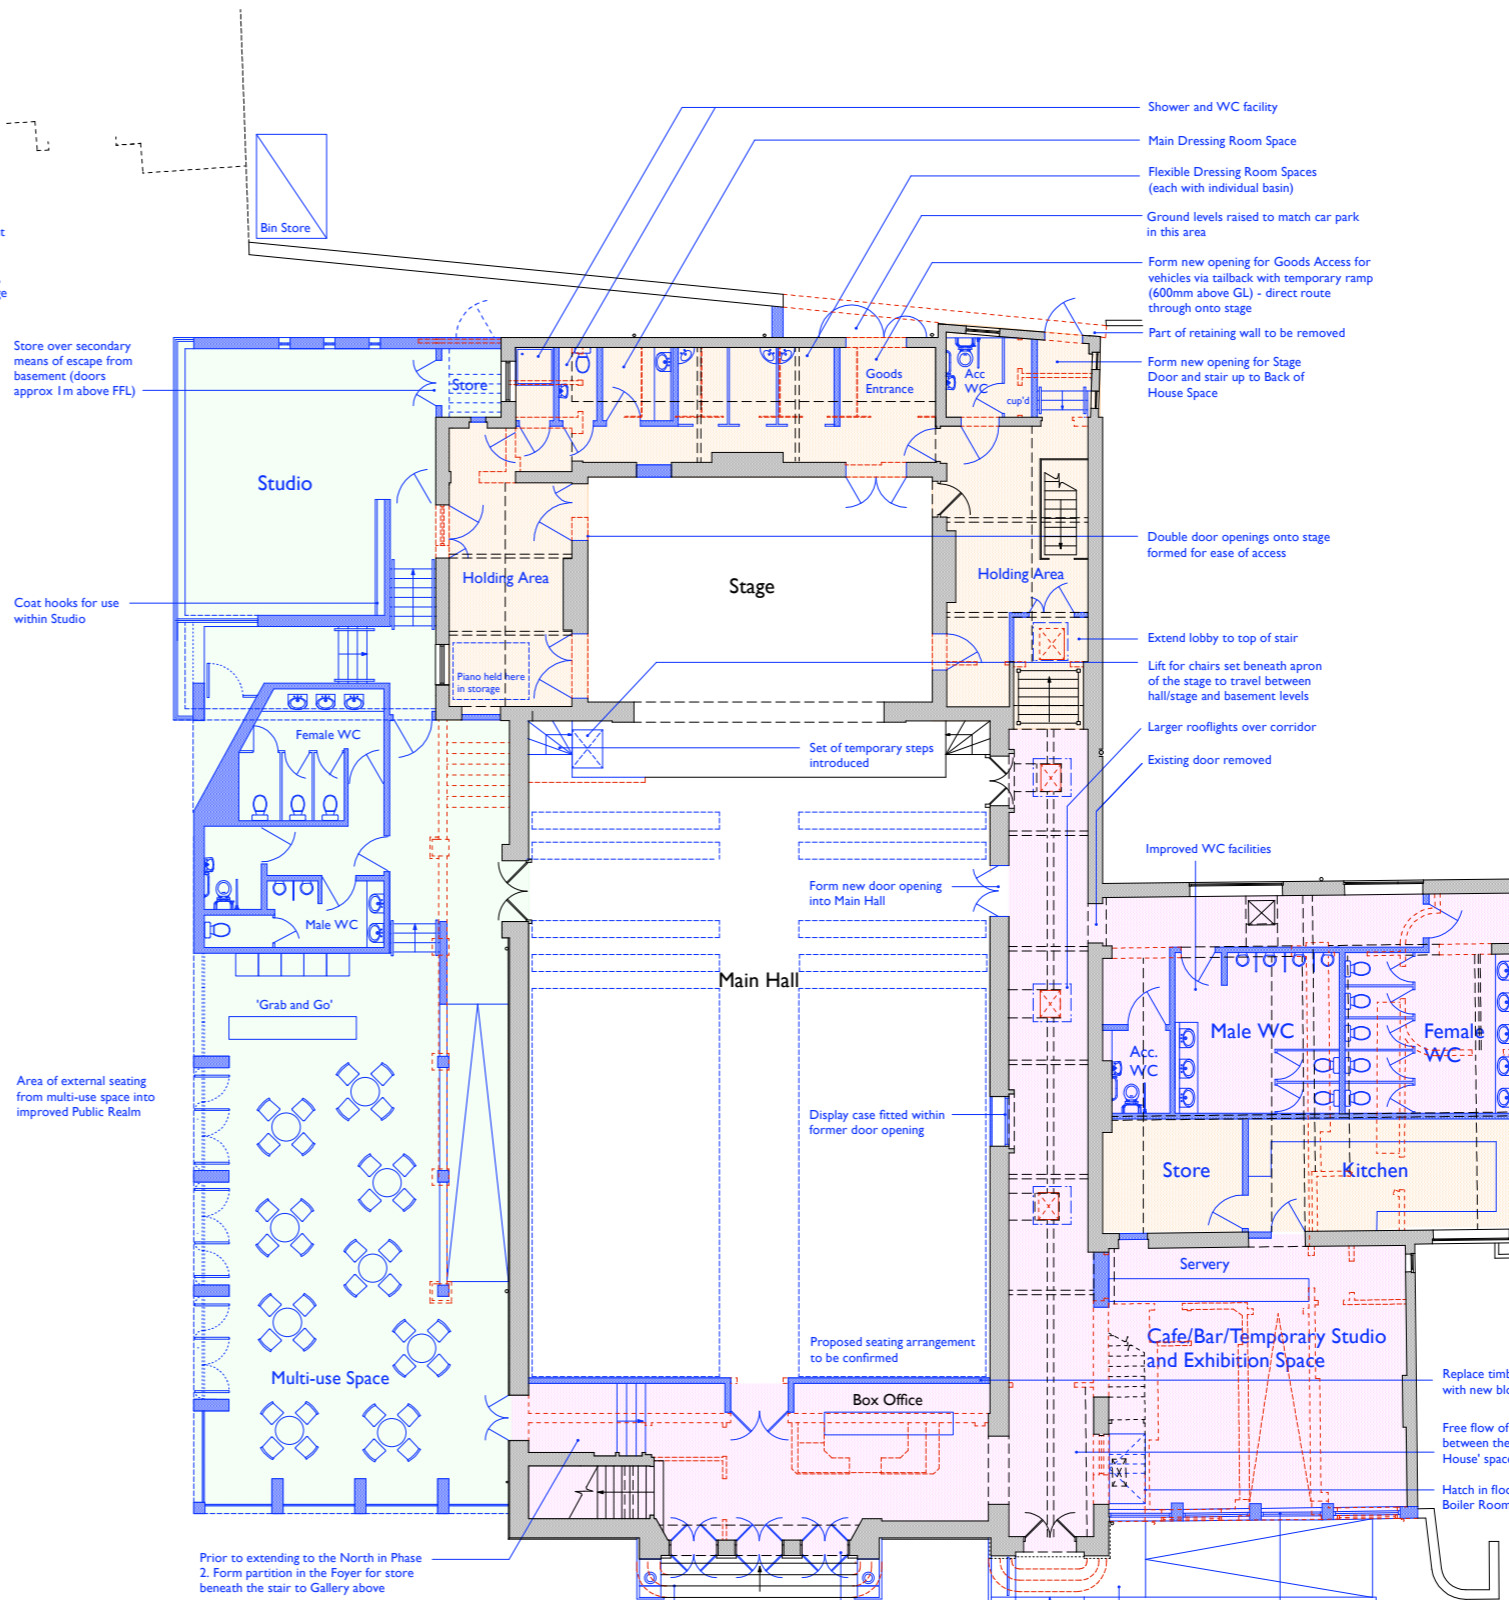 Shower and WC facility
Main Dressing Room Space
Flexible Dressing Room Spaces
(each with individual basin)
Ground levels raised to match car park
in this area
Form new opening for Goods Access for
vehicles via tailback with temporary ramp
(600mm above GL) - direct route
through onto stage
Part of retaining wall to be removed
Form new opening for Stage
Door and stair up to Back of
House Space
Bin Store
Store over secondary
means of escape from
basement (doors
approx 1m above FFL)
Store
Goods
Entrance
Acc
WC
cup'd
Studio
Double door openings onto stage
formed for ease of access
Holding Area
Stage
Holding Area
Coat hooks for use
within Studio
Extend lobby to top of stair
Piano held here
in storage
Lift for chairs set beneath apron
of the stage to travel between
hall/stage and basement levels
Larger rooflights over corridor
Female WC
Set of temporary steps
introduced
Existing door removed
Improved WC facilities
Form new door opening
into Main Hall
Male WC
Main Hall
'Grab and Go'
Male WC
Female
WC
Acc.
WC
Area of external seating
from multi-use space into
improved Public Realm
Display case fitted within
former door opening
Store
Kitchen
Servery
Cafe/Bar/Temporary Studio
and Exhibition Space
Proposed seating arrangement
to be confirmed
Multi-use Space
Box Office
Replace timb
with new blo
Free flow of
between the
House' space
Hatch in floo
Boiler Room
Prior to extending to the North in Phase
2. Form partition in the Foyer for store
beneath the stair to Gallery above